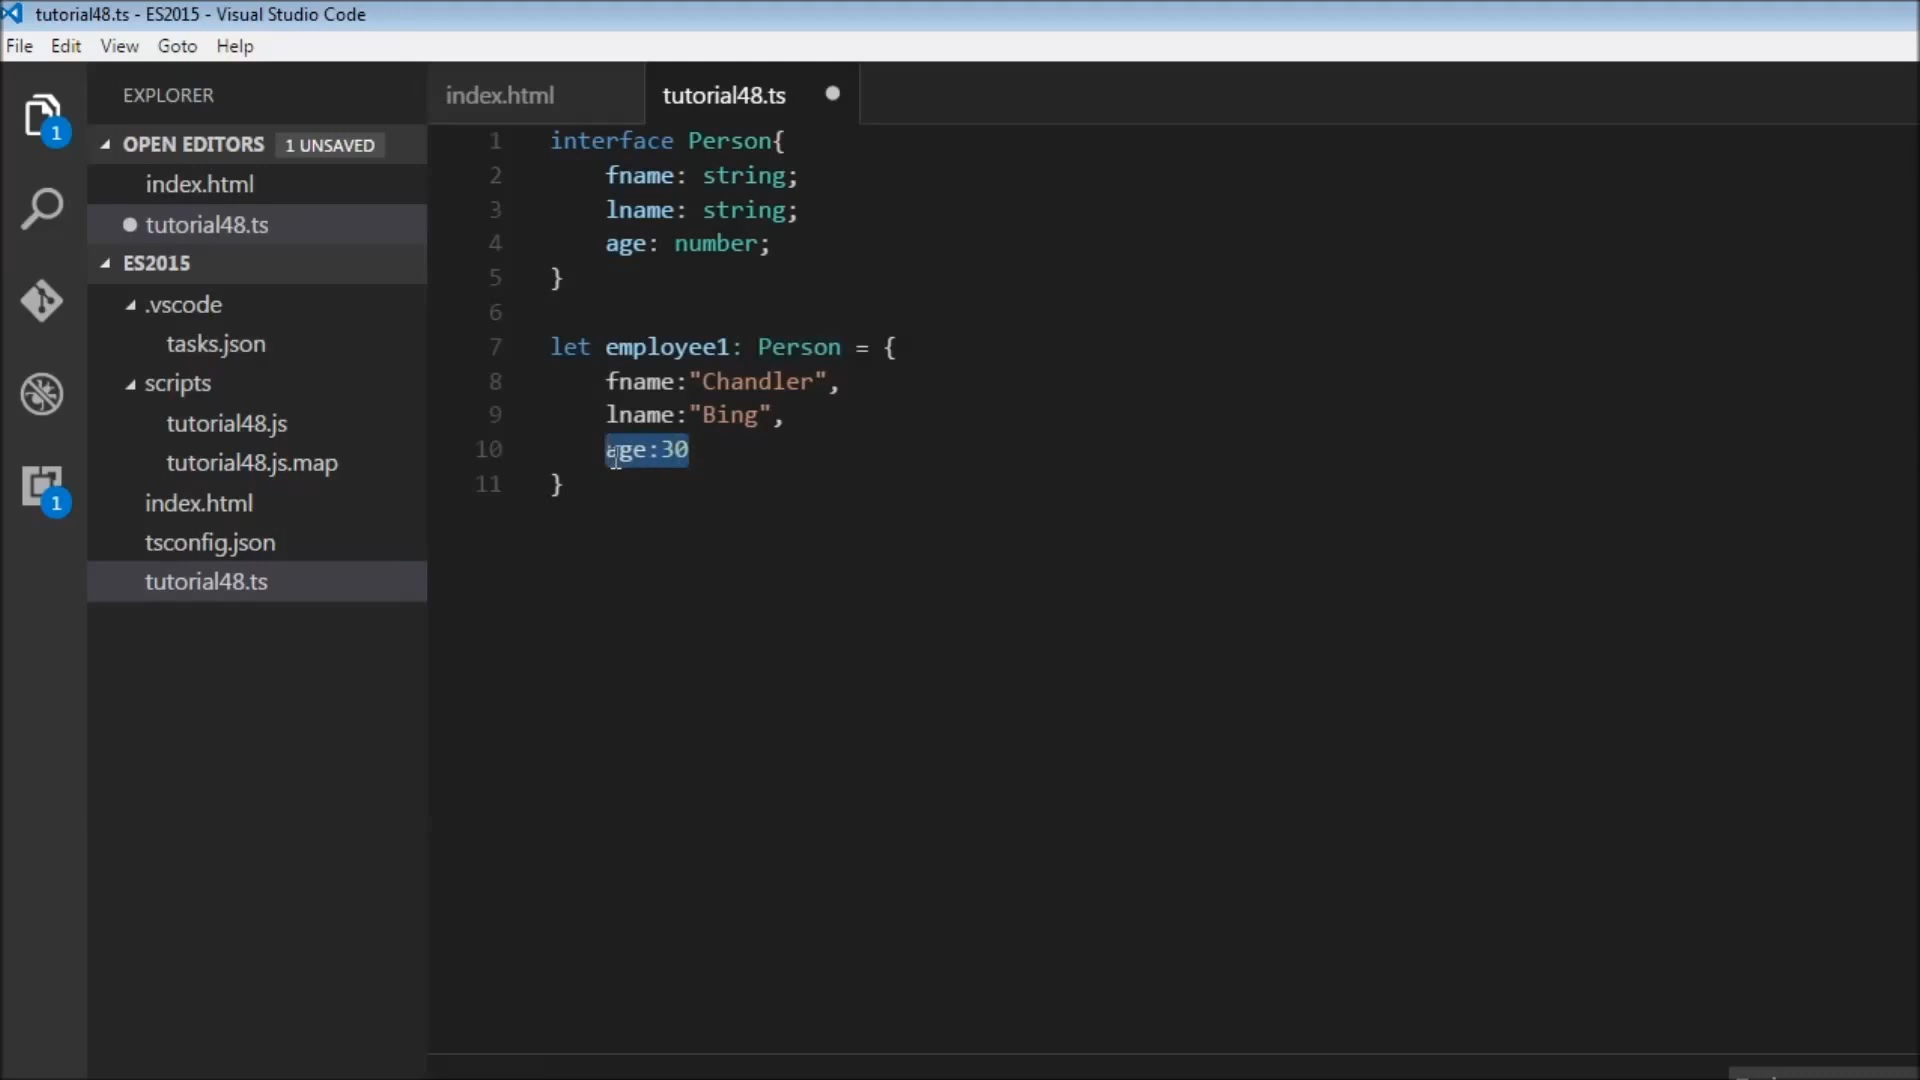 tutorial48.ts - ES2015 - Visual Studio Code
File Edit View Goto Help
EXPLORER
OPEN EDITORS 1 UNSAVED
index.html
tutorial48.ts
ES2015
.vscode
tasks.json
scripts
tutorial48.js
tutorial48.js.map
index.html
tsconfig.json
tutorial48.ts
1
1
index.html tutorial48.ts
1 interface Person{
2 fname: string;
3 lname: string;
4 age: number;
5 }
6
7 let employee1: Person = {
8 fname:"Chandler",
9 lname:"Bing",
10 age:30
11 }